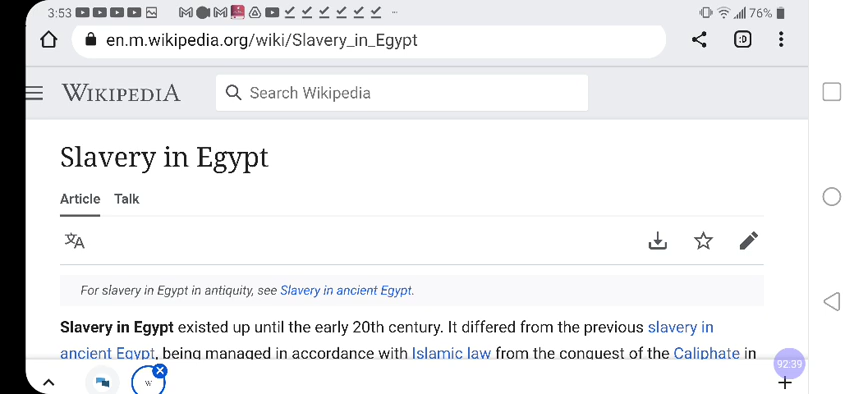 3:53 76%
en.m.wikipedia.org/wiki/Slavery_in_Egypt :D
WIKIPEDIA Search Wikipedia
Slavery in Egypt
Article Talk
文A
For slavery in Egypt in antiquity, see Slavery in ancient Egypt.
Slavery in Egypt existed up until the early 20th century. It differed from the previous slavery in
ancient Egypt, being managed in accordance with Islamic law from the conquest of the Caliphate in
W
92:39